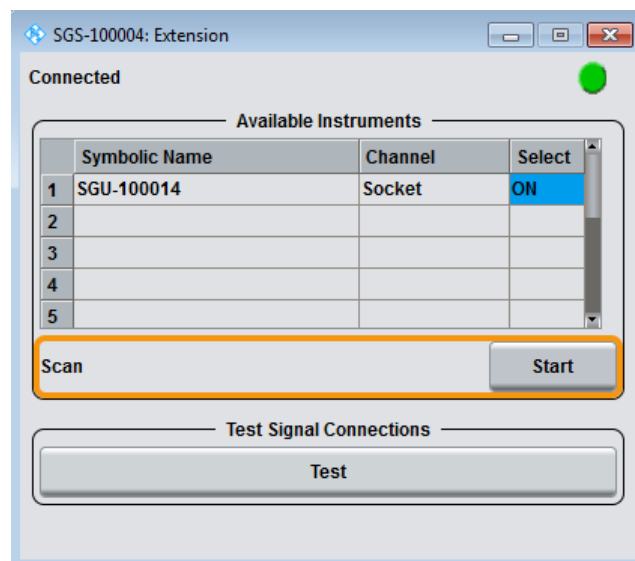 SGS-100004: Extension
Connected
Available Instruments
Symbolic Name Channel Select
1 SGU-100014 Socket ON
2
3
4
5
Scan Start
Test Signal Connections
Test